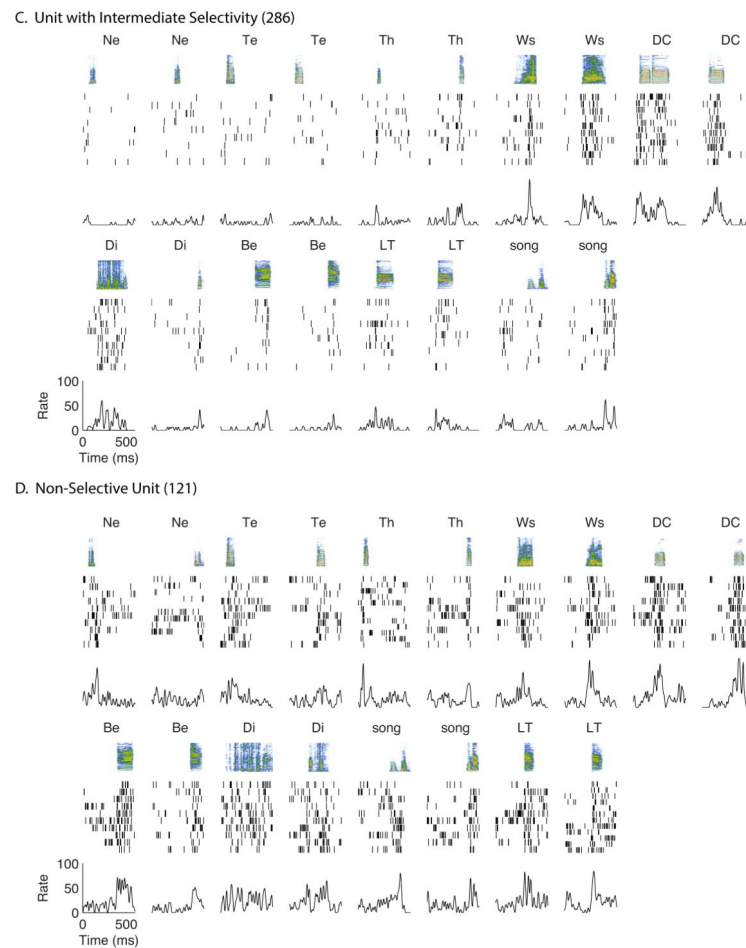 C. Unit with Intermediate Selectivity (286)
Ne Ne Te Te Th Th Ws Ws DC DC
Di Di Be Be LT LT song song
100
50
0
Rate
0 500
Time (ms)
D. Non-Selective Unit (121)
Ne Ne Te Te Th Th Ws Ws DC DC
Be Be Di Di song song LT LT
100
50
0
Rate
0 500
Time (ms)